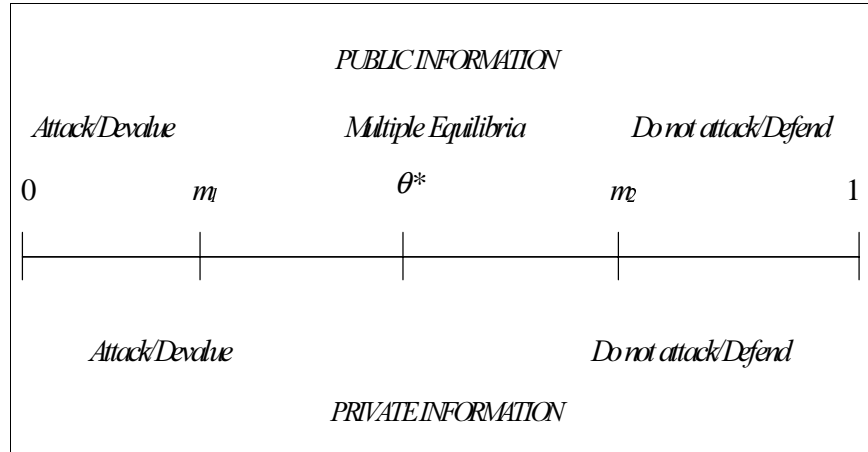 PUBLIC INFORMATION
Attack/Devalue Multiple Equilibria Do not attack/Defend
0 m1 θ* m2 1
Attack/Devalue Do not attack/Defend
PRIVATE INFORMATION